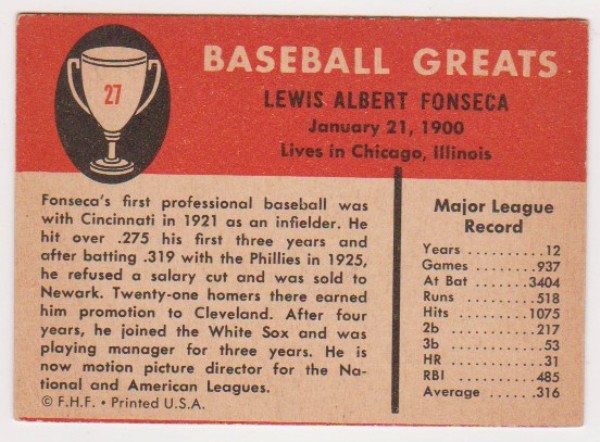 27
BASEBALL GREATS
LEWIS ALBERT FONSECA
January 21, 1900
Lives in Chicago, Illinois
Fonseca's first professional baseball was
with Cincinnati in 1921 as an infielder. He
hit over .275 his first three years and
after batting .319 with the Phillies in 1925,
he refused a salary cut and was sold to
Newark. Twenty-one homers there earned
him promotion to Cleveland. After four
years, he joined the White Sox and was
playing manager for three years. He is
now motion picture director for the Na-
tional and American Leagues.
© F.H.F. • Printed U.S.A.
Major League
Record
Years ..........12
Games ........937
At Bat .......3404
Runs .........518
Hits .........1075
2b ...........217
3b ............53
HR ............31
RBI ..........485
Average ......316